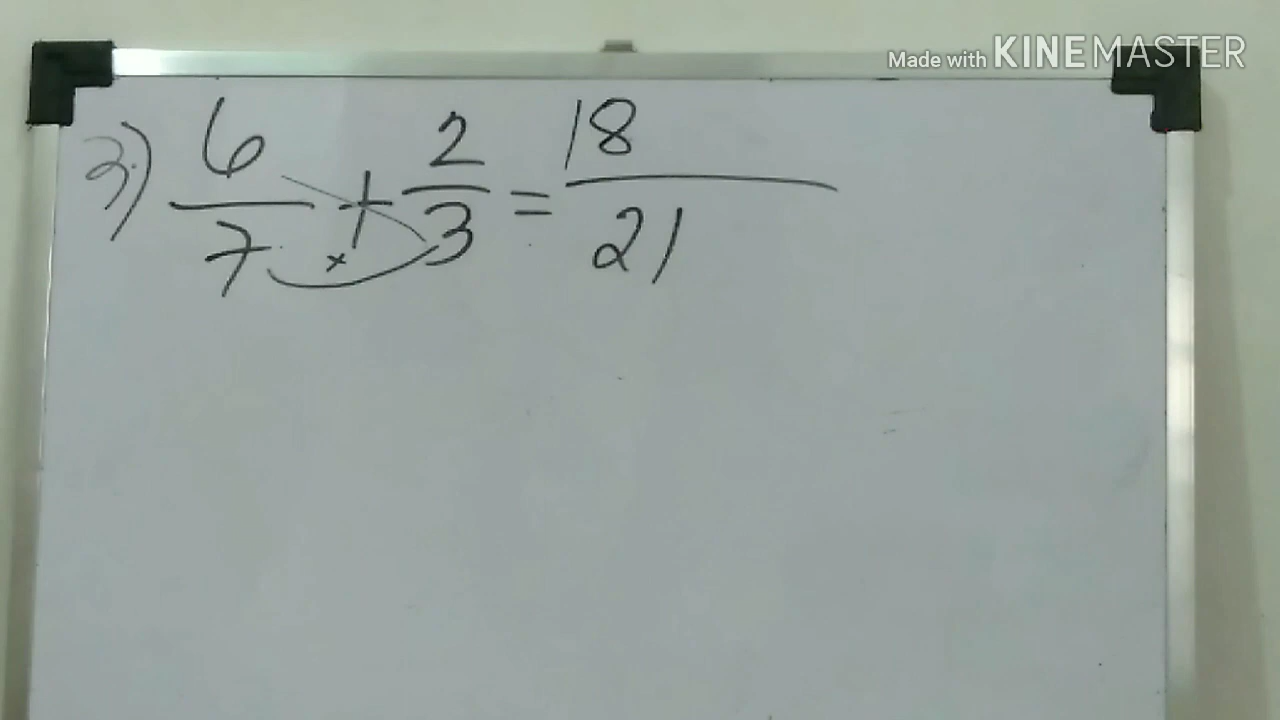 Made with KINEMASTER
3) 6/7 + 2/3 = 18/21
x